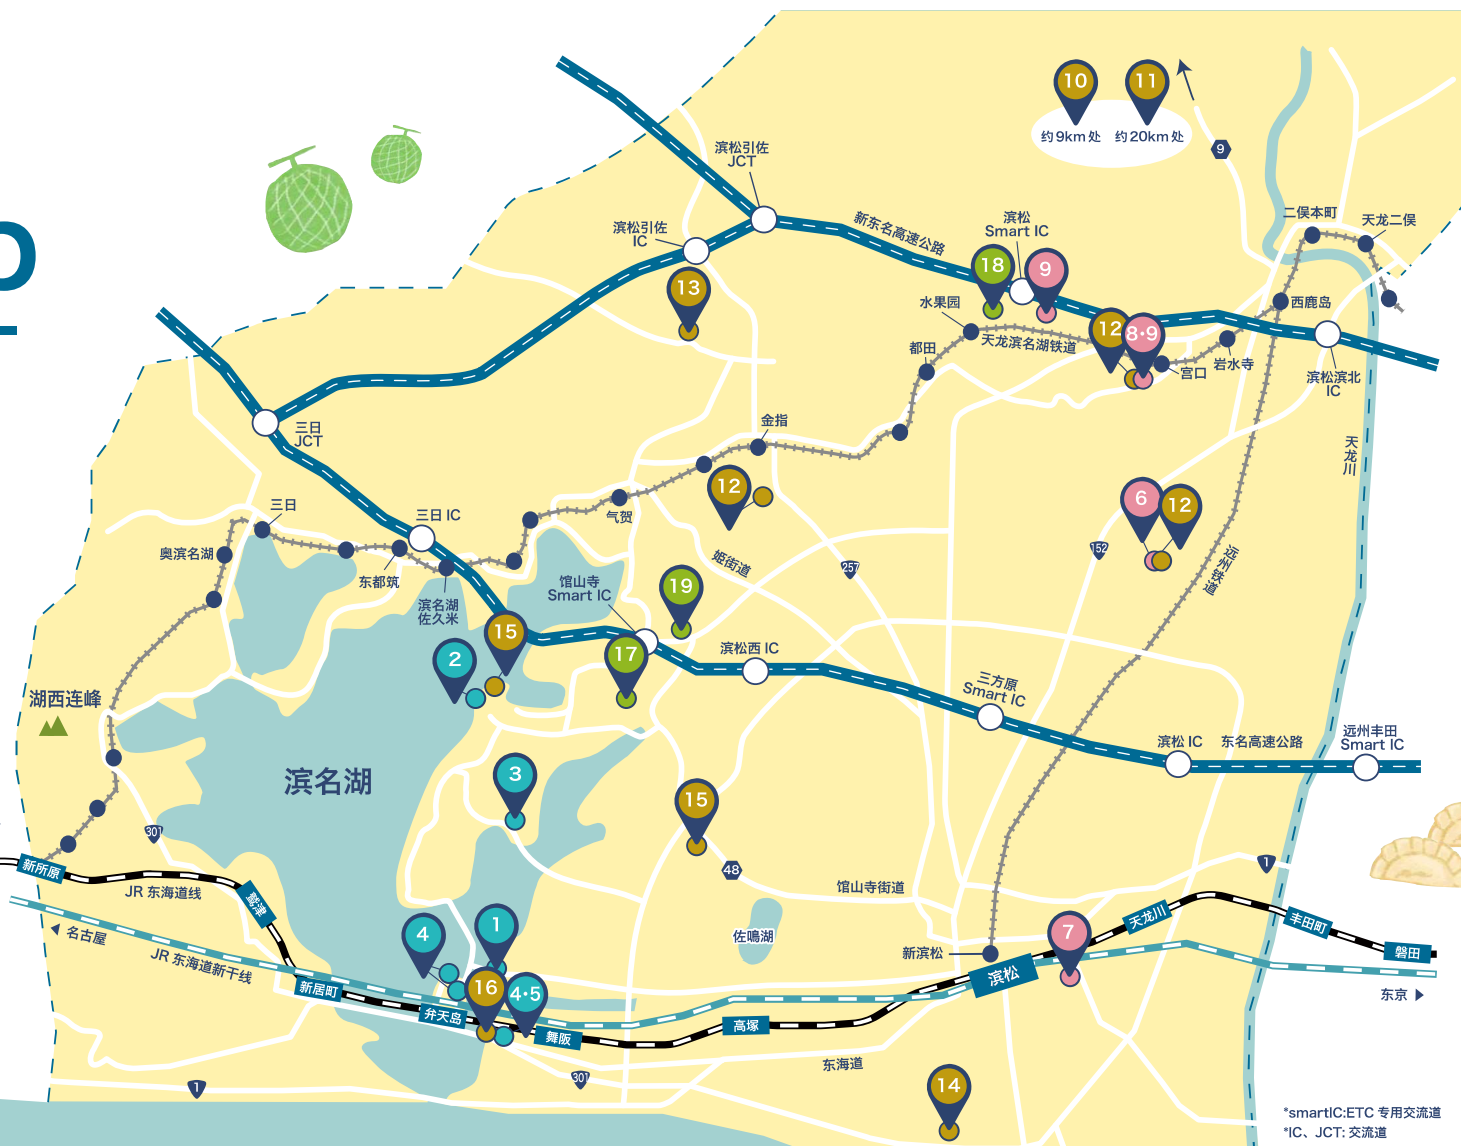 10
11
约9km处
约20km处
9
滨松引佐
JCT
滨松引佐
IC
新东名高速公路
滨松
Smart IC
二俣本町
天龙二俣
18
9
13
水果园
西鹿岛
天龙滨名湖铁道
12
8·9
都田
宫口
岩水寺
滨松滨北
IC
三日
JCT
金指
天龙川
12
6
12
三日
三日 IC
气贺
奥滨名湖
东都筑
姬街道
257
152
远州铁道
滨名湖
佐久米
馆山寺
Smart IC
19
15
2
17
滨松西 IC
湖西连峰
三方原
Smart IC
滨松 IC
东名高速公路
远州丰田
Smart IC
滨名湖
3
15
301
48
1
新所原
JR 东海道线
鹫津
馆山寺街道
名古屋
JR 东海道新干线
4
1
佐鸣湖
新滨松
7
天龙川
丰田町
磐田
滨松
东京
新居町
16
4·5
弁天岛
舞阪
高塚
东海道
301
1
14
*smartIC:ETC 专用交流道
*IC、JCT: 交流道